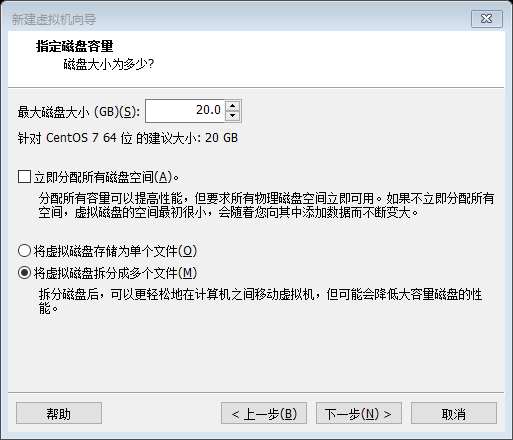 新建虚拟机向导
指定磁盘容量
磁盘大小为多少?
最大磁盘大小 (GB)(S): 20.0
针对 CentOS 7 64 位 的建议大小: 20 GB
立即分配所有磁盘空间(A)。
分配所有容量可以提高性能，但要求所有物理磁盘空间立即可用。如果不立即分配所有
空间，虚拟磁盘的空间最初很小，会随着您向其中添加数据而不断变大。
将虚拟磁盘存储为单个文件(O)
将虚拟磁盘拆分成多个文件(M)
拆分磁盘后，可以更轻松地在计算机之间移动虚拟机，但可能会降低大容量磁盘的性
能。
帮助 < 上一步(B) 下一步(N) > 取消